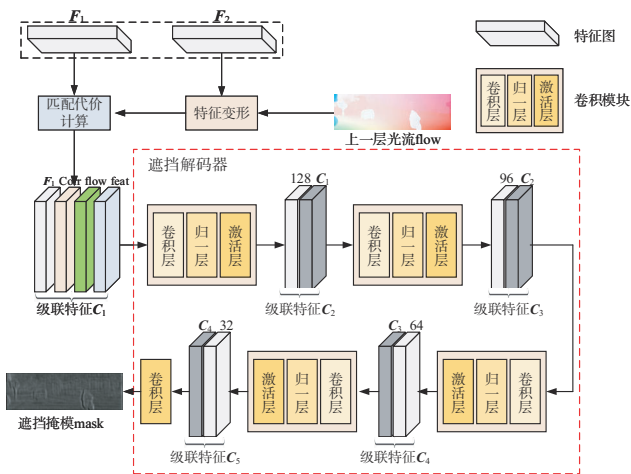 F₁
F₂
特征图
匹配代价
计算
特征变形
上一层光流flow
卷积层
归一层
激活层
卷积模块
遮挡解码器
F₁ Corr flow feat
级联特征C₁
卷积层
归一层
激活层
128 C₁
级联特征C₂
卷积层
归一层
激活层
96 C₂
级联特征C₃
遮挡掩模mask
卷积层
C₄ 32
级联特征C₅
激活层
归一层
卷积层
C₃ 64
级联特征C₄
激活层
归一层
卷积层